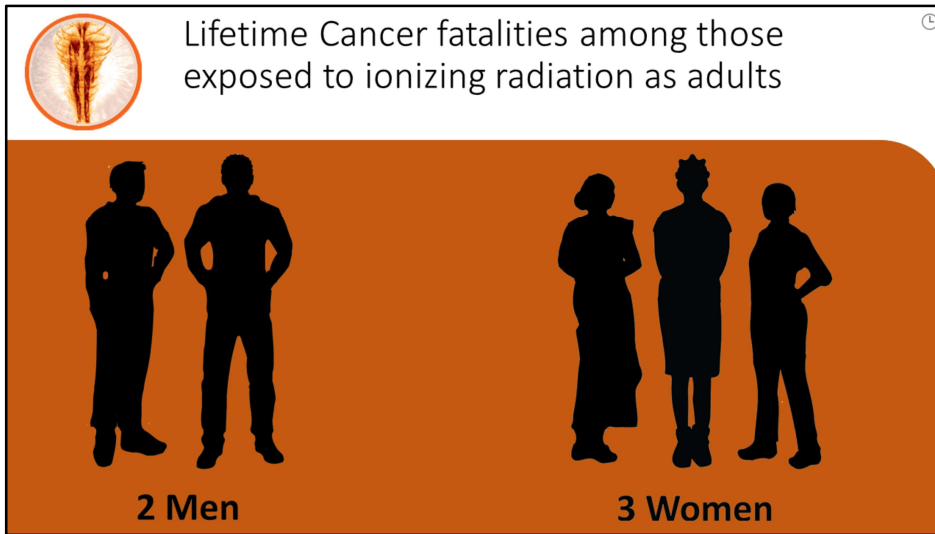 Lifetime Cancer fatalities among those
exposed to ionizing radiation as adults
2 Men
3 Women